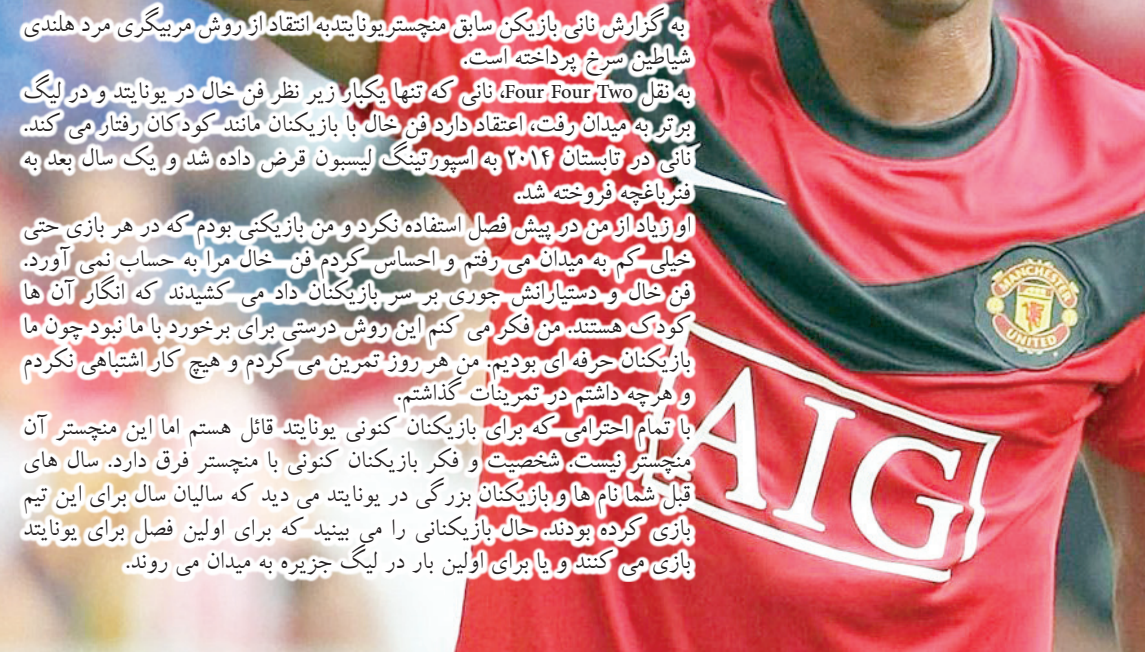 به گزارش نانی بازیکن سابق منچستریونایتدبه انتقاد از روش مربیگری مرد هلندی
شیاطین سرخ پرداخته است.
به نقل Four Four Two، نانی که تنها یکبار زیر نظر فن خال در یونایتد و در لیگ
برتر به میدان رفت، اعتقاد دارد فن خال با بازیکنان مانند کودکان رفتار می کند.
نانی در تابستان ۲۰۱۴ به اسپورتینگ لیسبون قرض داده شد و یک سال بعد به
فنرباغچه فروخته شد.
او زیاد از من در پیش فصل استفاده نکرد و من بازیکنی بودم که در هر بازی حتی
خیلی کم به میدان می رفتم و احساس کردم فن خال مرا به حساب نمی آورد.
فن خال و دستیارانش جوری بر سر بازیکنان داد می کشیدند که انگار آن ها
کودک هستند. من فکر می کنم این روش درستی برای برخورد با ما نبود چون ما
بازیکنان حرفه ای بودیم. من هر روز تمرین می کردم و هیچ کار اشتباهی نکردم
و هرچه داشتم در تمرینات گذاشتم.
با تمام احترامی که برای بازیکنان کنونی یونایتد قائل هستم اما این منچستر آن
منچستر نیست. شخصیت و فکر بازیکنان کنونی با منچستر فرق دارد. سال های
قبل شما نام ها و بازیکنان بزرگی در یونایتد می دید که سالیان سال برای این تیم
بازی کرده بودند. حال بازیکنانی را می بینید که برای اولین فصل برای یونایتد
بازی می کنند و یا برای اولین بار در لیگ جزیره به میدان می روند.
MANCHESTER
UNITED
AIG